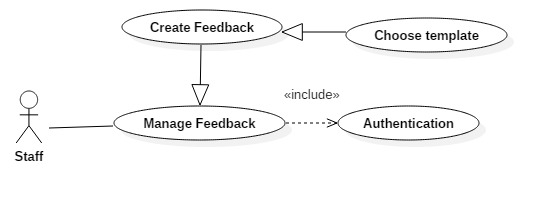 Create Feedback
Choose template
«include»
Manage Feedback
Authentication
Staff